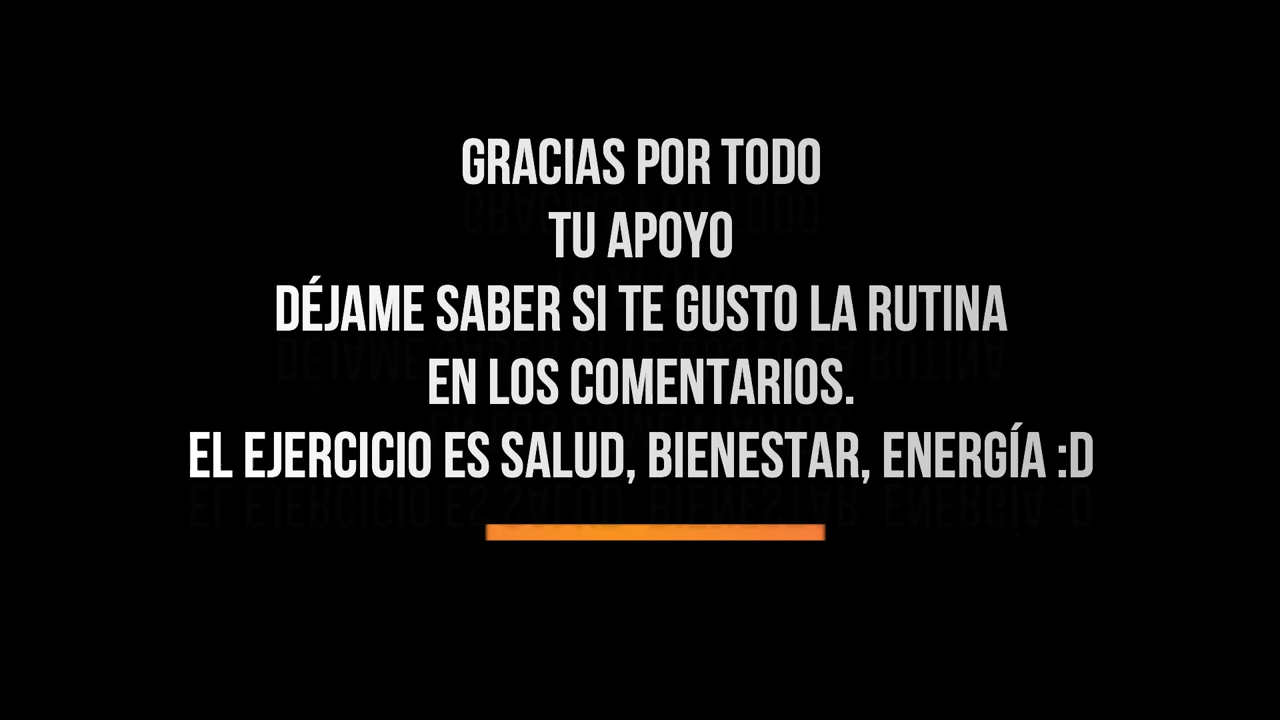 GRACIAS POR TODO
TU APOYO
DÉJAME SABER SI TE GUSTO LA RUTINA
EN LOS COMENTARIOS.
EL EJERCICIO ES SALUD, BIENESTAR, ENERGÍA :D